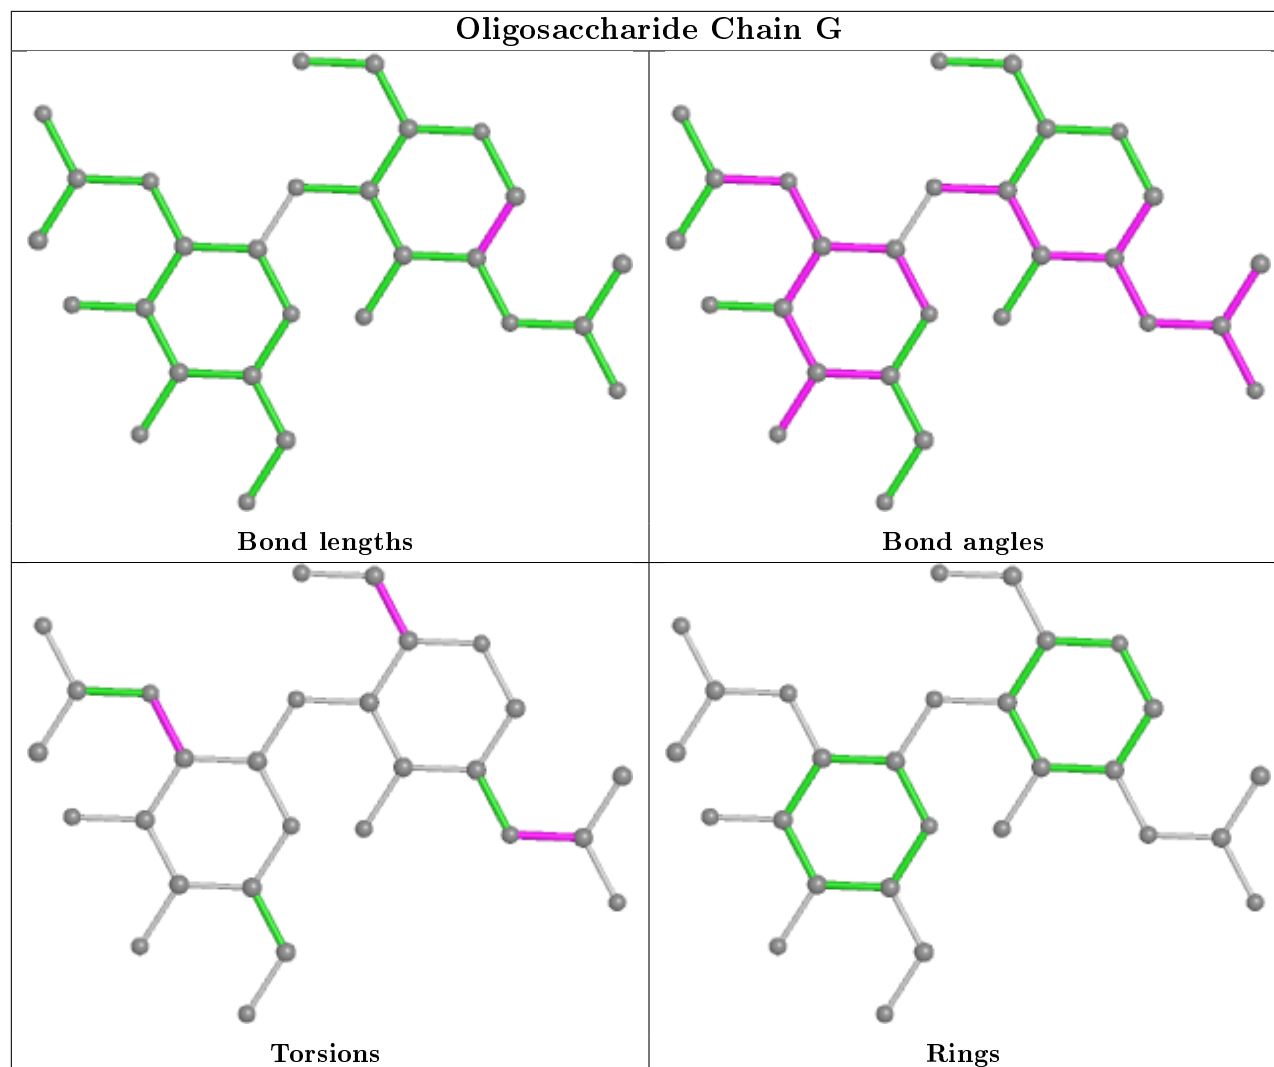 Oligosaccharide Chain G
Bond lengths
Bond angles
Torsions
Rings